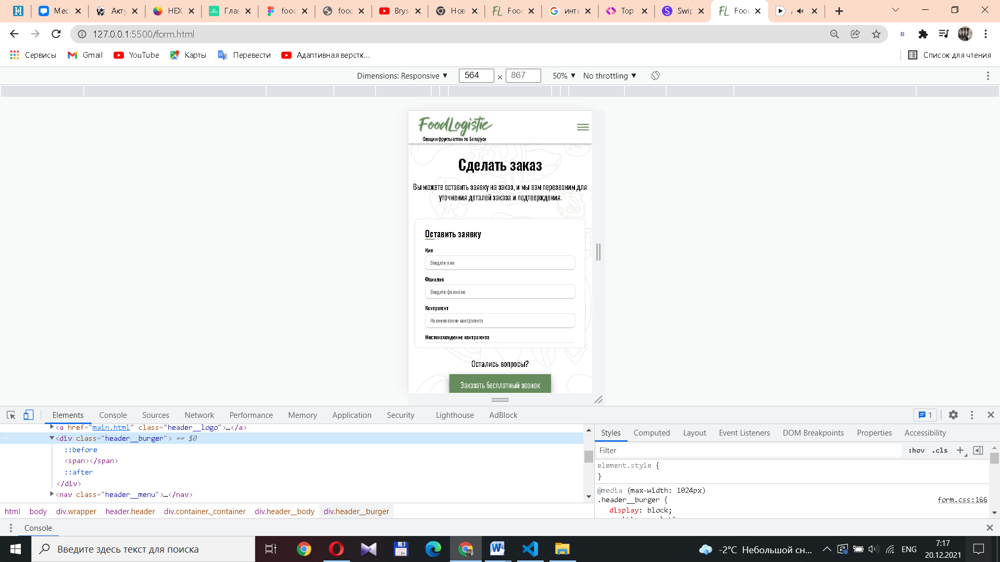 Мес
Акту
HEX
Глав
food
food
Brys
Нов
Food
инте
Top
Swip
Food
127.0.0.1:5500/form.html
Сервисы
Gmail
YouTube
Карты
Перевести
Адаптивная верстк...
Список для чтения
Dimensions: Responsive ▼ 564 × 867 50% ▼ No throttling ▼
FoodLogistic
Овощи и фрукты оптом по Беларуси
Сделать заказ
Вы можете оставить заявку на заказ, и мы вам перезвоним для
уточнения деталей заказа и подтверждения.
Оставить заявку
Имя
Введите имя
Фамилия
Введите фамилию
Контрагент
Наименование контрагента
Местонахождение контрагента
Остались вопросы?
Заказать бесплатный звонок
Elements Console Sources Network Performance Memory Application Security Lighthouse AdBlock
1
<a href="main.html" class="header__logo">…</a>
<div class="header__burger"> == $0
::before
<span></span>
::after
</div>
<nav class="header__menu">…</nav>
html body div.wrapper header.header div.container._container div.header__body div.header__burger
Styles Computed Layout Event Listeners DOM Breakpoints Properties Accessibility
Filter
:hov .cls
element.style {
}
@media (max-width: 1024px)
.header__burger {
form.css:166
display: block;
Console
Введите здесь текст для поиска
-2°C Небольшой сн...
ENG
7:17
20.12.2021